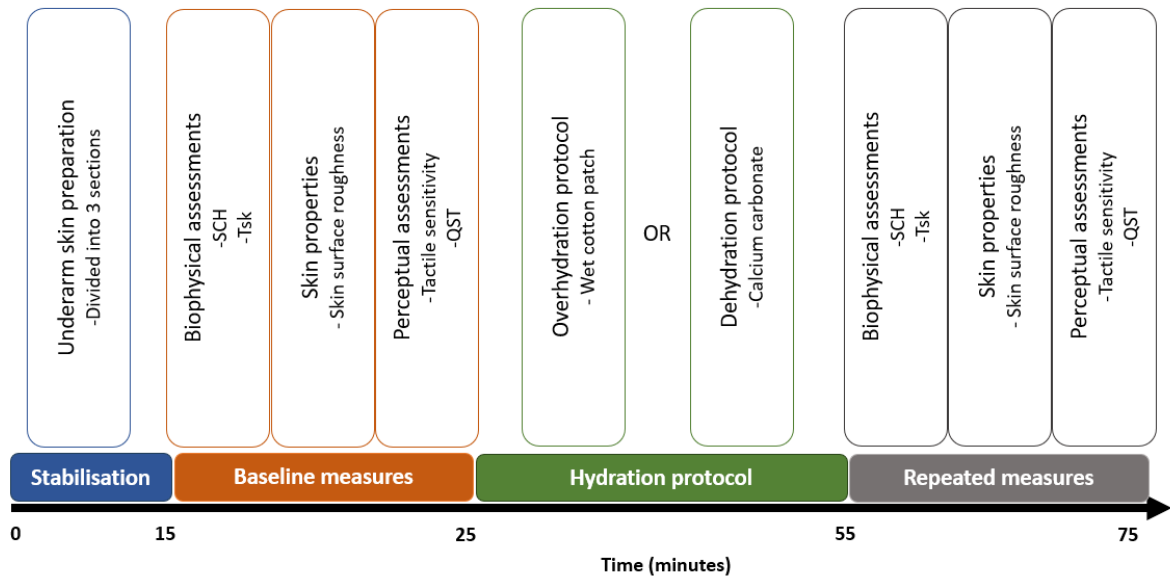 Underarm skin preparation
-Divided into 3 sections
Biophysical assessments
-SCH
-Tsk
Skin properties
- Skin surface roughness
Perceptual assessments
-Tactile sensitivity
-QST
Overhydration protocol
- Wet cotton patch
OR
Dehydration protocol
-Calcium carbonate
Biophysical assessments
-SCH
-Tsk
Skin properties
- Skin surface roughness
Perceptual assessments
-Tactile sensitivity
-QST
Stabilisation
Baseline measures
Hydration protocol
Repeated measures
0
15
25
55
75
Time (minutes)